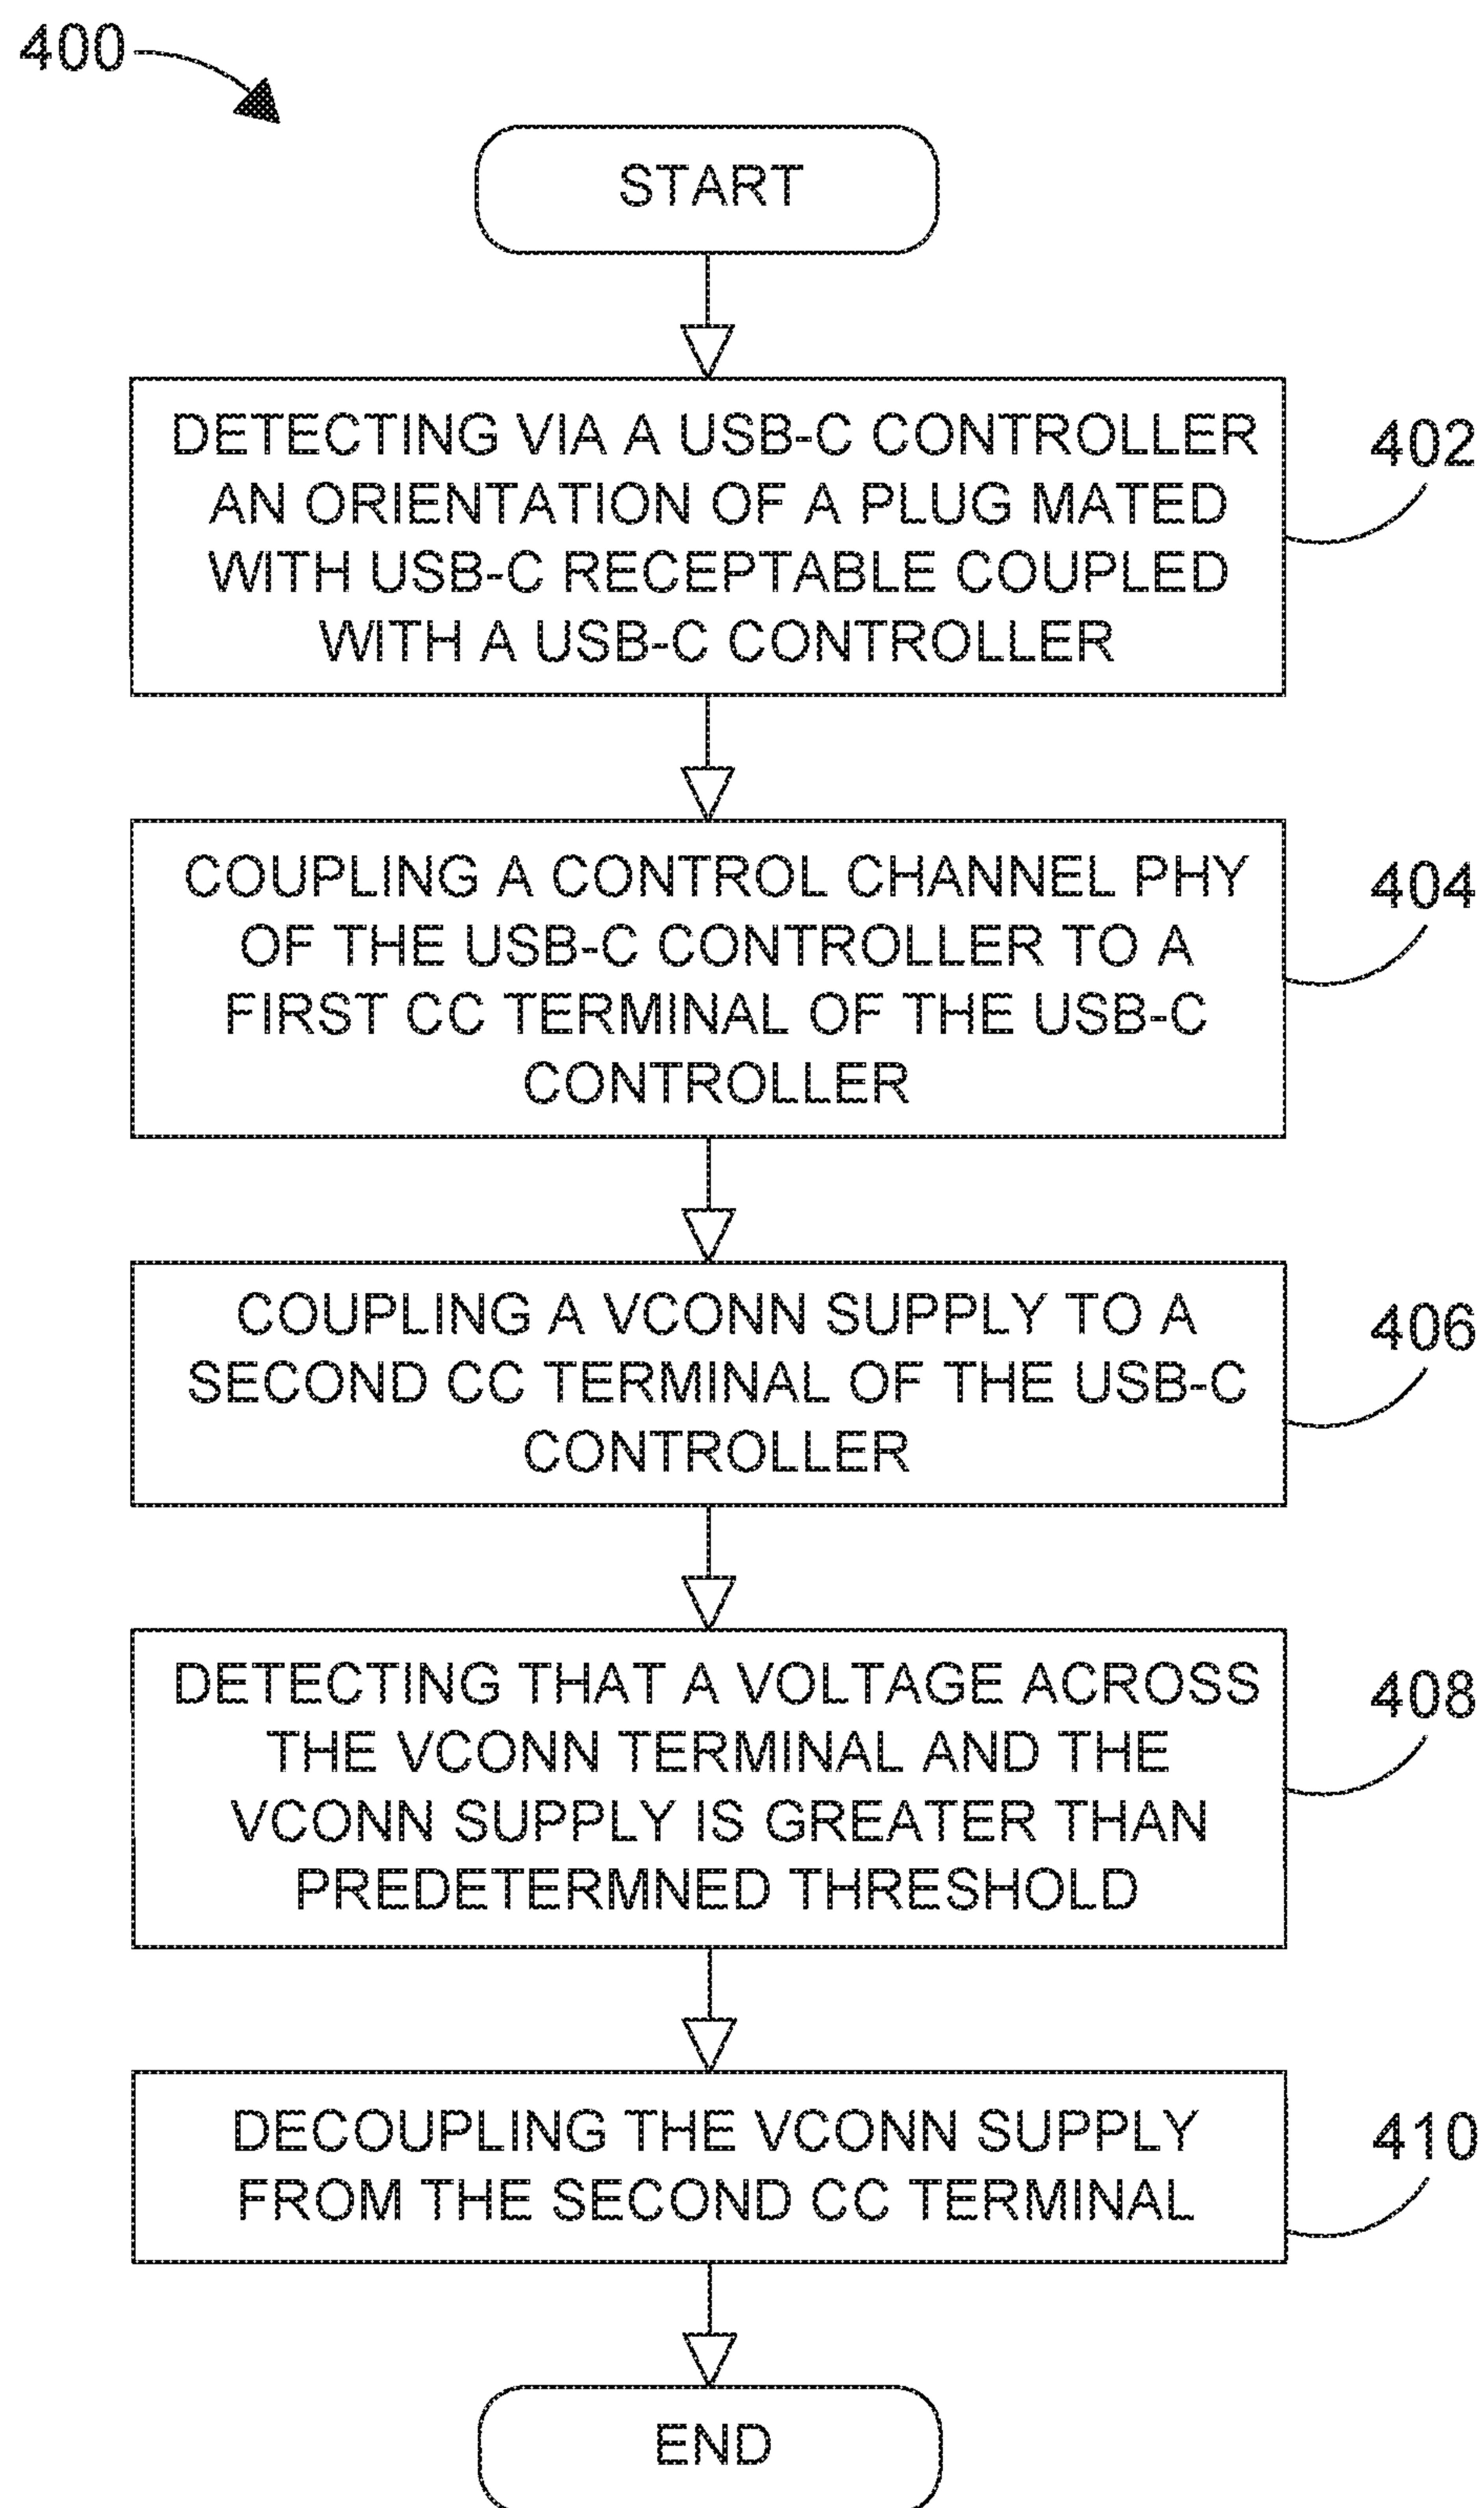 400
START
DETECTING VIA A USB-C CONTROLLER
AN ORIENTATION OF A PLUG MATED
WITH USB-C RECEPTABLE COUPLED
WITH A USB-C CONTROLLER
402
COUPLING A CONTROL CHANNEL PHY
OF THE USB-C CONTROLLER TO A
FIRST CC TERMINAL OF THE USB-C
CONTROLLER
404
COUPLING A VCONN SUPPLY TO A
SECOND CC TERMINAL OF THE USB-C
CONTROLLER
406
DETECTING THAT A VOLTAGE ACROSS
THE VCONN TERMINAL AND THE
VCONN SUPPLY IS GREATER THAN
PREDETERMNED THRESHOLD
408
DECOUPLING THE VCONN SUPPLY
FROM THE SECOND CC TERMINAL
410
END